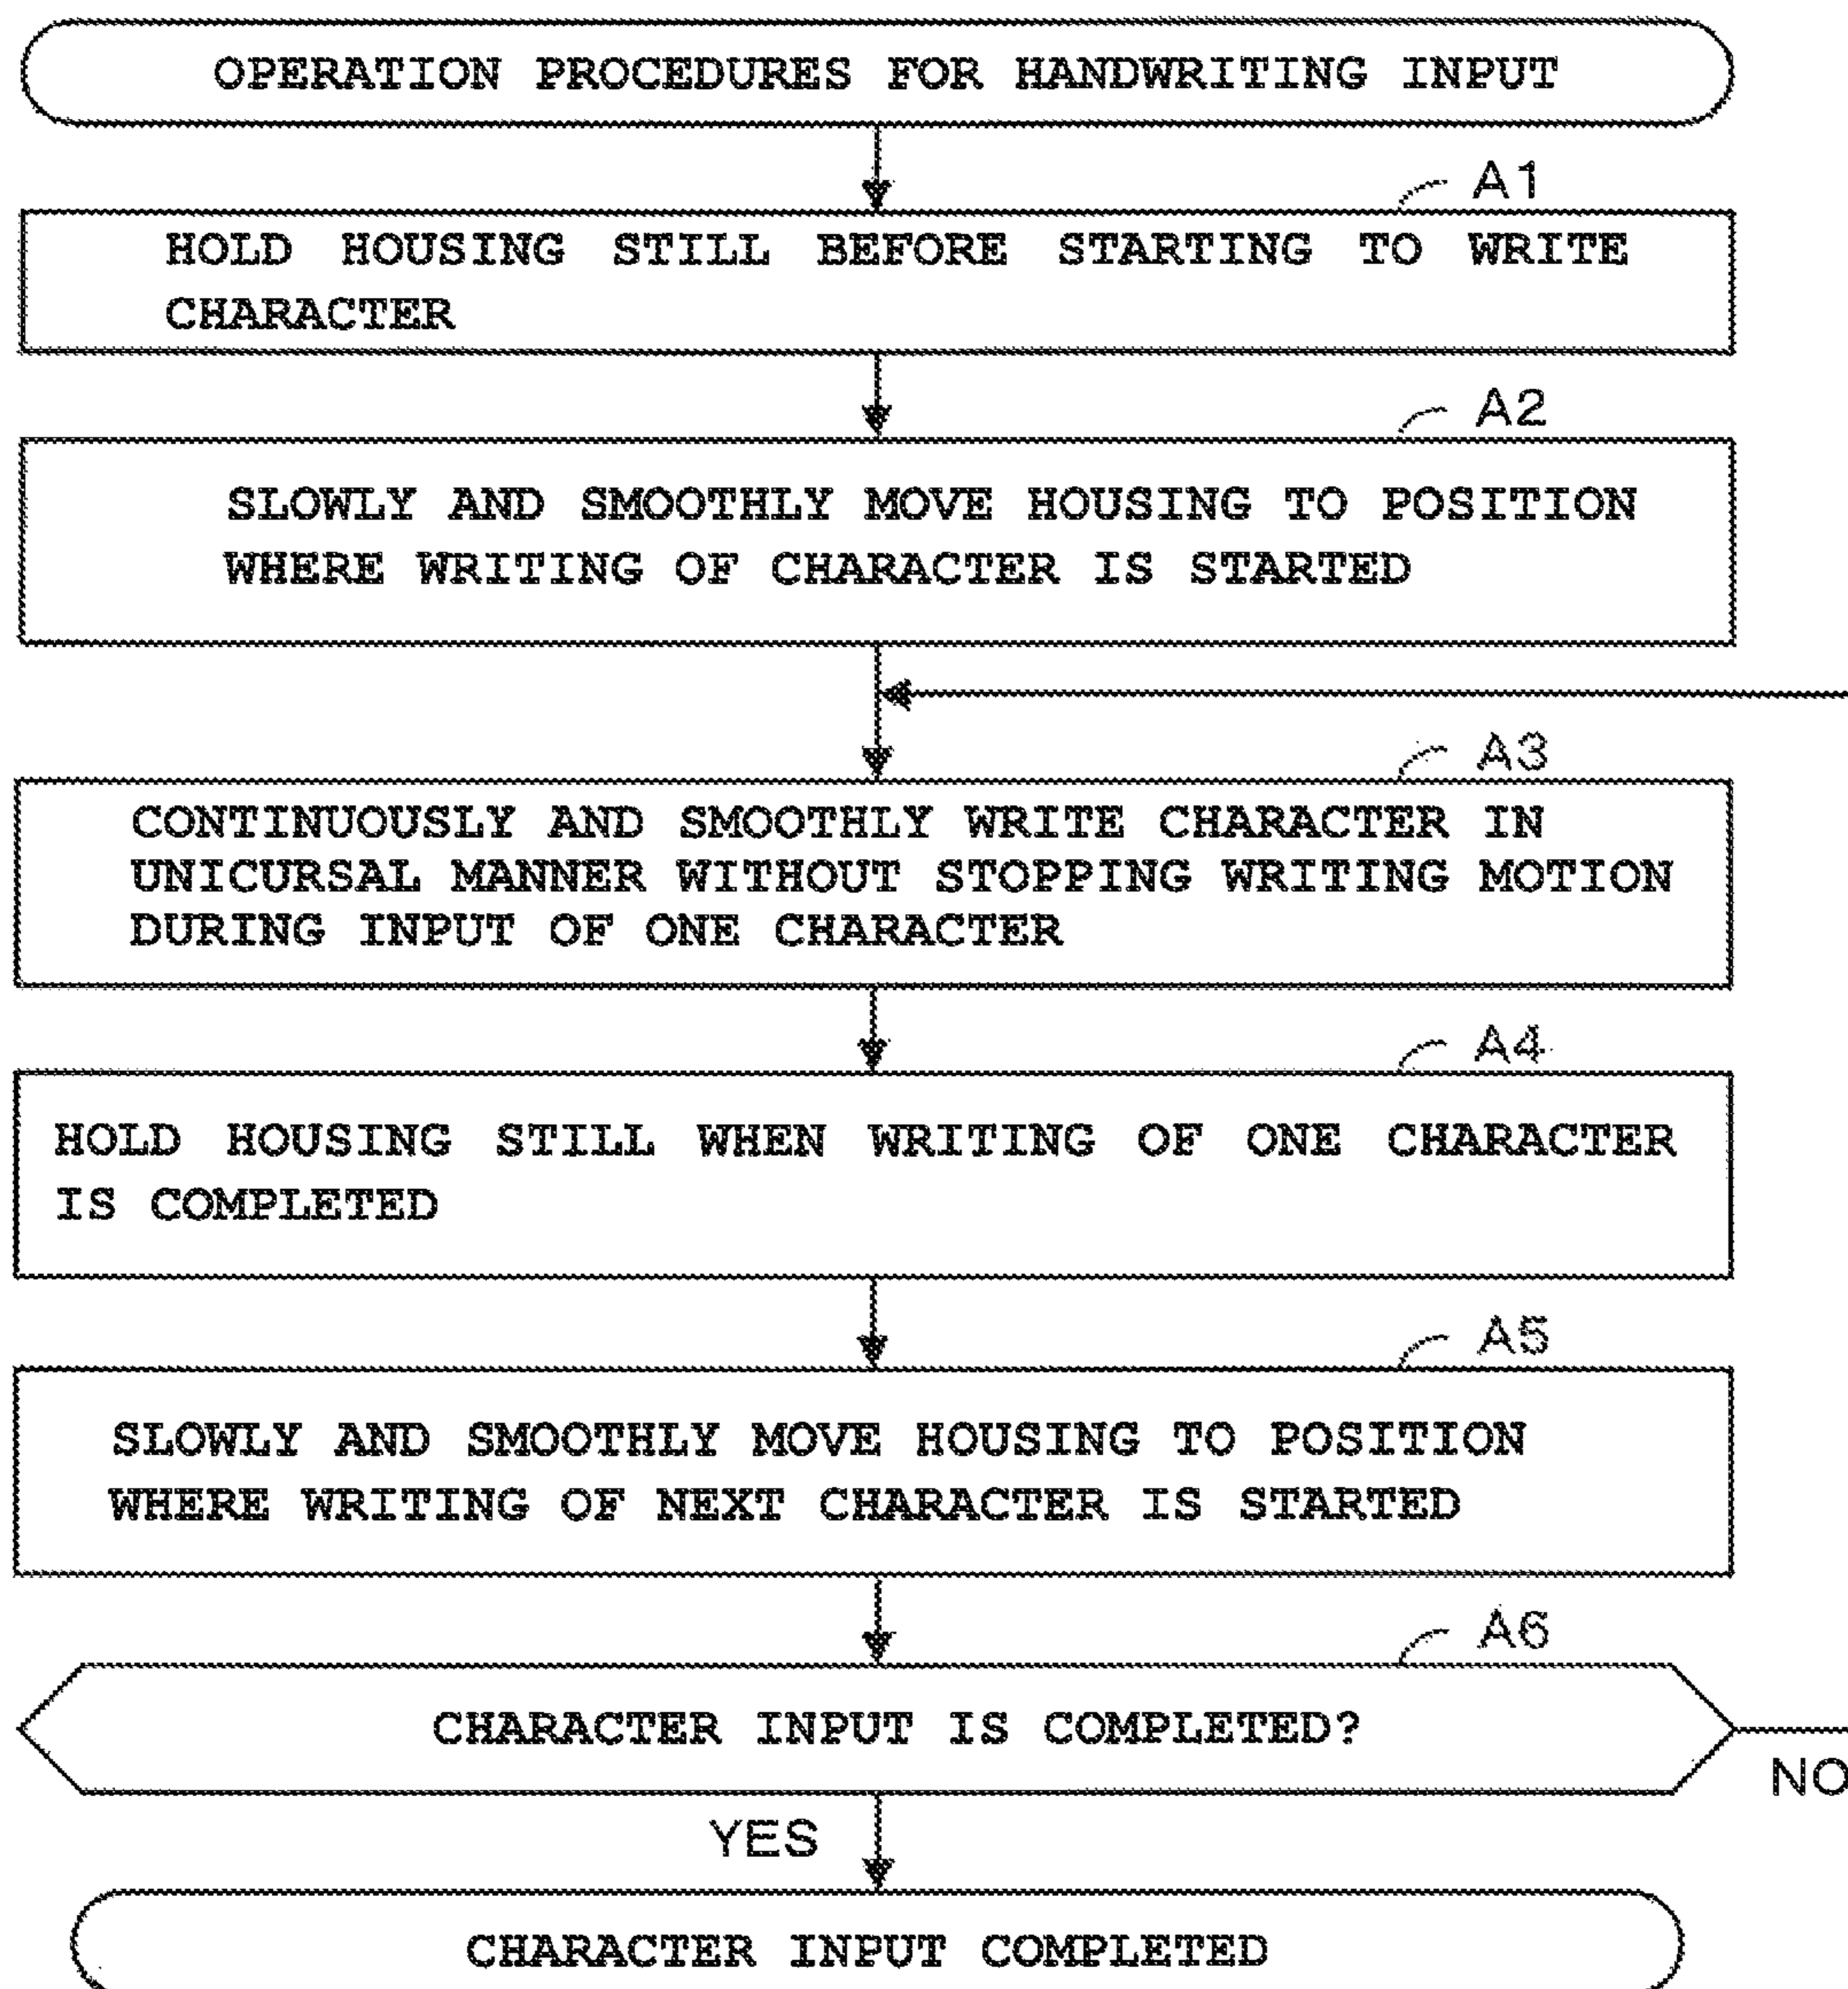 OPERATION PROCEDURES FOR HANDWRITING INPUT
A1
HOLD HOUSING STILL BEFORE STARTING TO WRITE
CHARACTER
A2
SLOWLY AND SMOOTHLY MOVE HOUSING TO POSITION
WHERE WRITING OF CHARACTER IS STARTED
A3
CONTINUOUSLY AND SMOOTHLY WRITE CHARACTER IN
UNICURSAL MANNER WITHOUT STOPPING WRITING MOTION
DURING INPUT OF ONE CHARACTER
A4
HOLD HOUSING STILL WHEN WRITING OF ONE CHARACTER
IS COMPLETED
A5
SLOWLY AND SMOOTHLY MOVE HOUSING TO POSITION
WHERE WRITING OF NEXT CHARACTER IS STARTED
A6
CHARACTER INPUT IS COMPLETED?
NO
YES
CHARACTER INPUT COMPLETED